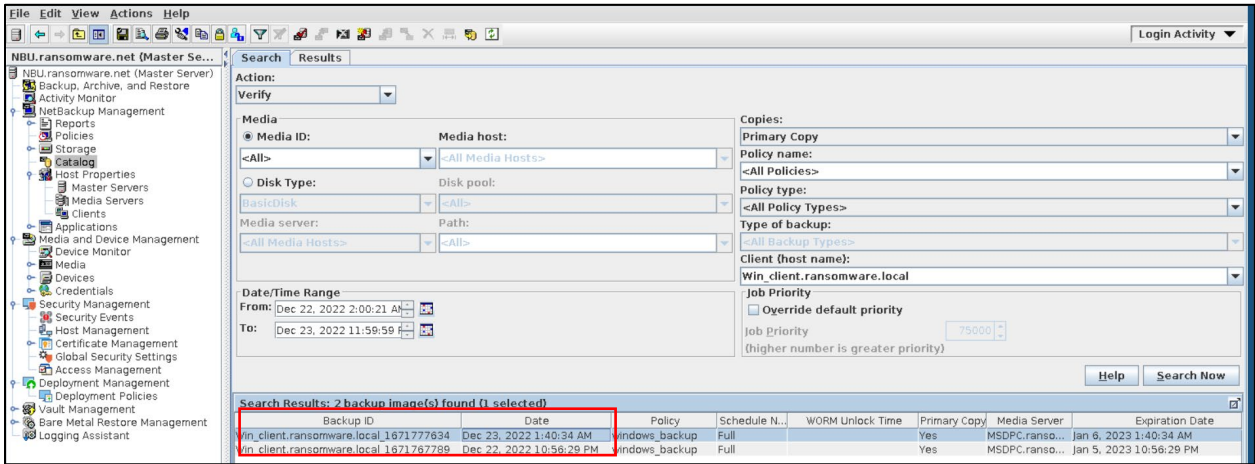 File Edit View Actions Help
Login Activity
NBU.ransomware.net (Master Se...
NBU.ransomware.net (Master Server)
Backup, Archive, and Restore
Activity Monitor
NetBackup Management
Reports
Policies
Storage
Catalog
Host Properties
Master Servers
Media Servers
Clients
Applications
Media and Device Management
Device Monitor
Media
Devices
Credentials
Security Management
Security Events
Host Management
Certificate Management
Global Security Settings
Access Management
Deployment Management
Deployment Policies
Vault Management
Bare Metal Restore Management
Logging Assistant
Search Results
Action:
Verify
Media
Media ID: Media host:
<All> <All Media Hosts>
Disk Type: Disk pool:
BasicDisk <All>
Media server: Path:
<All Media Hosts> <All>
Date/Time Range
From: Dec 22, 2022 2:00:21 AM
To: Dec 23, 2022 11:59:59
Copies:
Primary Copy
Policy name:
<All Policies>
Policy type:
<All Policy Types>
Type of backup:
<All Backup Types>
Client (host name):
Win_client.ransomware.local
Job Priority
Override default priority
Job Priority 75000
(higher number is greater priority)
Help Search Now
Search Results: 2 backup image(s) found (1 selected)
Backup ID Date Policy Schedule N... WORM Unlock Time Primary Copy Media Server Expiration Date
Win_client.ransomware.local_1671777634 Dec 23, 2022 1:40:34 AM windows_backup Full Yes MSDPC.ranso... Jan 6, 2023 1:40:34 AM
Win_client.ransomware.local_1671767789 Dec 22, 2022 10:56:29 PM windows_backup Full Yes MSDPC.ranso... Jan 5, 2023 10:56:29 PM